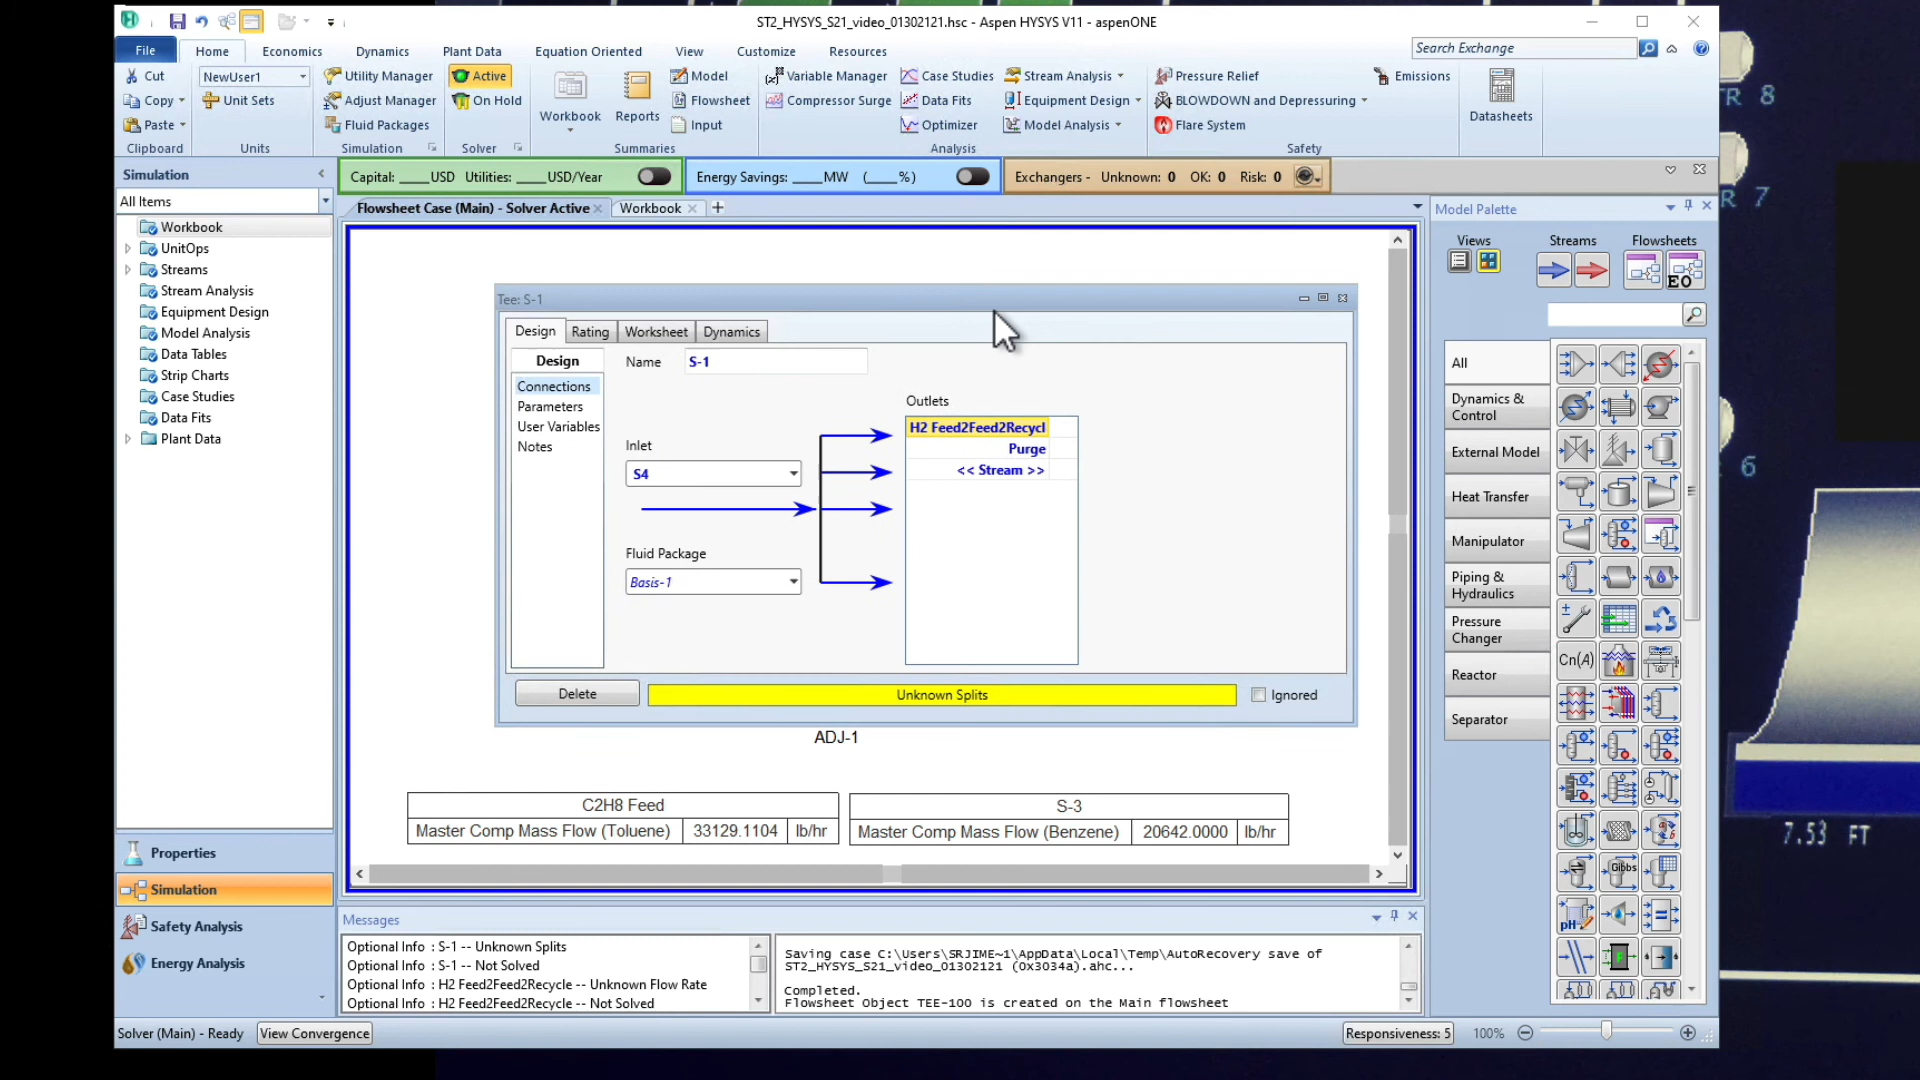 ST2_HYSYS_S21_video_01302121.hsc - Aspen HYSYS V11 - aspenONE
File Home Economics Dynamics Plant Data Equation Oriented View Customize Resources
Search Exchange
Cut
Copy
Paste
Clipboard
NewUser1
Unit Sets
Units
Utility Manager
Adjust Manager
Fluid Packages
Simulation
Active
On Hold
Solver
Workbook
Reports
Model
Flowsheet
Input
Summaries
Variable Manager
Compressor Surge
Case Studies
Data Fits
Optimizer
Stream Analysis
Equipment Design
Model Analysis
Analysis
Pressure Relief
BLOWDOWN and Depressuring
Flare System
Emissions
Safety
Datasheets
Capital: ____USD Utilities: ____USD/Year
Energy Savings: ____MW (____%)
Exchangers - Unknown: 0 OK: 0 Risk: 0
Simulation
All Items
Workbook
UnitOps
Streams
Stream Analysis
Equipment Design
Model Analysis
Data Tables
Strip Charts
Case Studies
Data Fits
Plant Data
Properties
Simulation
Safety Analysis
Energy Analysis
Flowsheet Case (Main) - Solver Active
Workbook
Tee: S-1
Design Rating Worksheet Dynamics
Design
Connections
Parameters
User Variables
Notes
Name S-1
Inlet
S4
Fluid Package
Basis-1
Outlets
H2 Feed2Feed2Recycl
Purge
<< Stream >>
Delete
Unknown Splits
Ignored
ADJ-1
C2H8 Feed
Master Comp Mass Flow (Toluene) 33129.1104 lb/hr
S-3
Master Comp Mass Flow (Benzene) 20642.0000 lb/hr
Messages
Optional Info : S-1 -- Unknown Splits
Optional Info : S-1 -- Not Solved
Optional Info : H2 Feed2Feed2Recycle -- Unknown Flow Rate
Optional Info : H2 Feed2Feed2Recycle -- Not Solved
Saving case C:\Users\SRJIME~1\AppData\Local\Temp\AutoRecovery save of
ST2_HYSYS_S21_video_01302121 (0x3034a).ahc...
Completed.
Flowsheet Object TEE-100 is created on the Main flowsheet
Model Palette
Views
Streams
Flowsheets
EO
All
Dynamics &
Control
External Model
Heat Transfer
Manipulator
Piping &
Hydraulics
Pressure
Changer
Reactor
Separator
Cn(A)
Gibbs
pH
Solver (Main) - Ready
View Convergence
Responsiveness: 5
100%
TR 8
R 7
6
7.53 FT